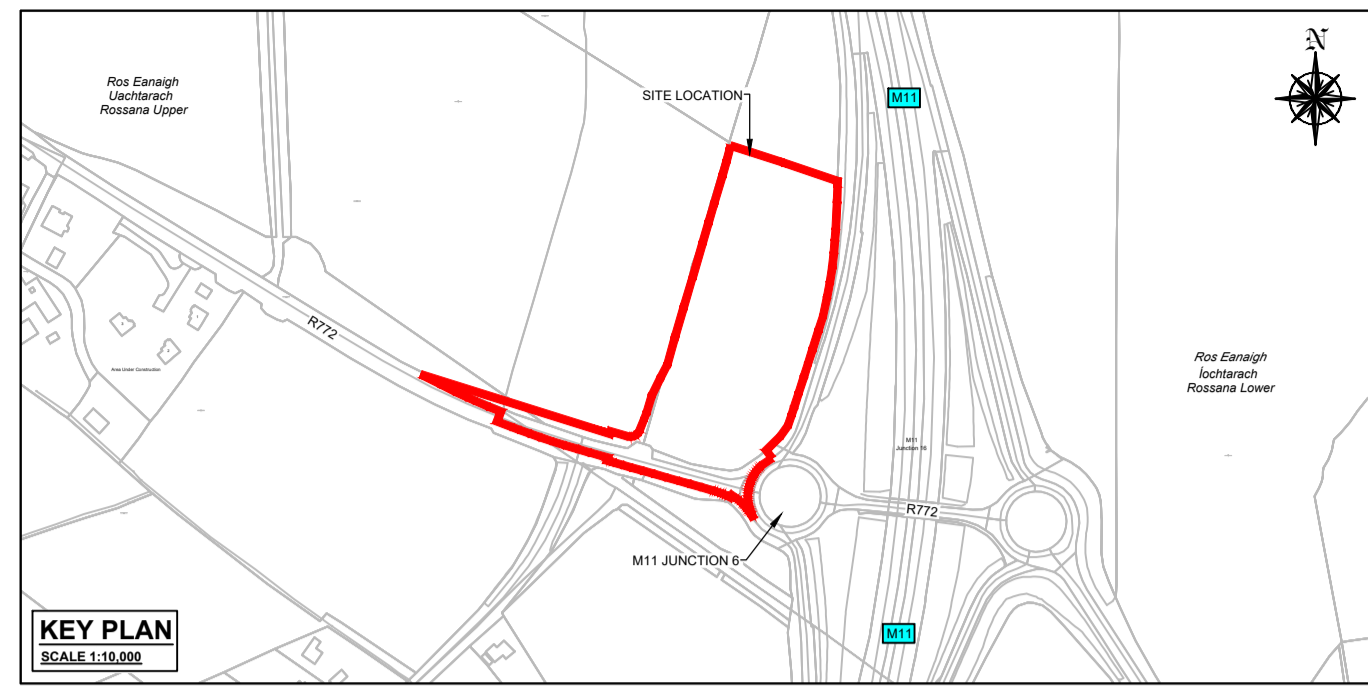 Ros Eanaigh
Uachtarach
Rossana Upper
SITE LOCATION
M11
N
R772
Area Under Construction
Ros Eanaigh
Íochtarach
Rossana Lower
M11
Junction 16
R772
M11 JUNCTION 6
M11
KEY PLAN
SCALE 1:10,000